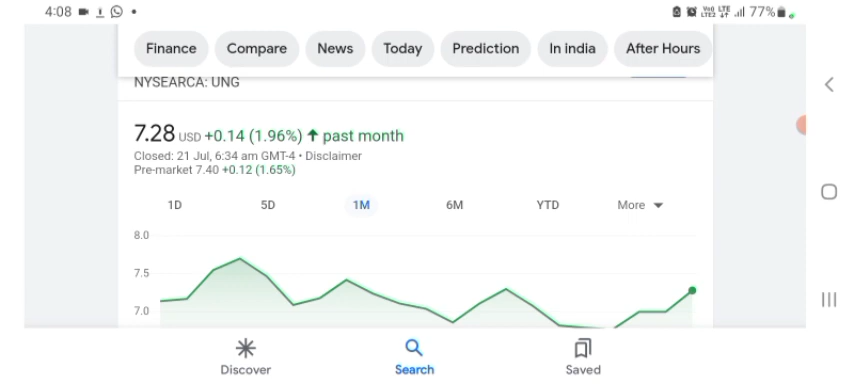 4:08 77%
Finance Compare News Today Prediction In india After Hours
NYSEARCA: UNG
7.28 USD +0.14 (1.96%) ↑ past month
Closed: 21 Jul, 6:34 am GMT-4 • Disclaimer
Pre-market 7.40 +0.12 (1.65%)
1D 5D 1M 6M YTD More
8.0
7.5
7.0
Discover Search Saved